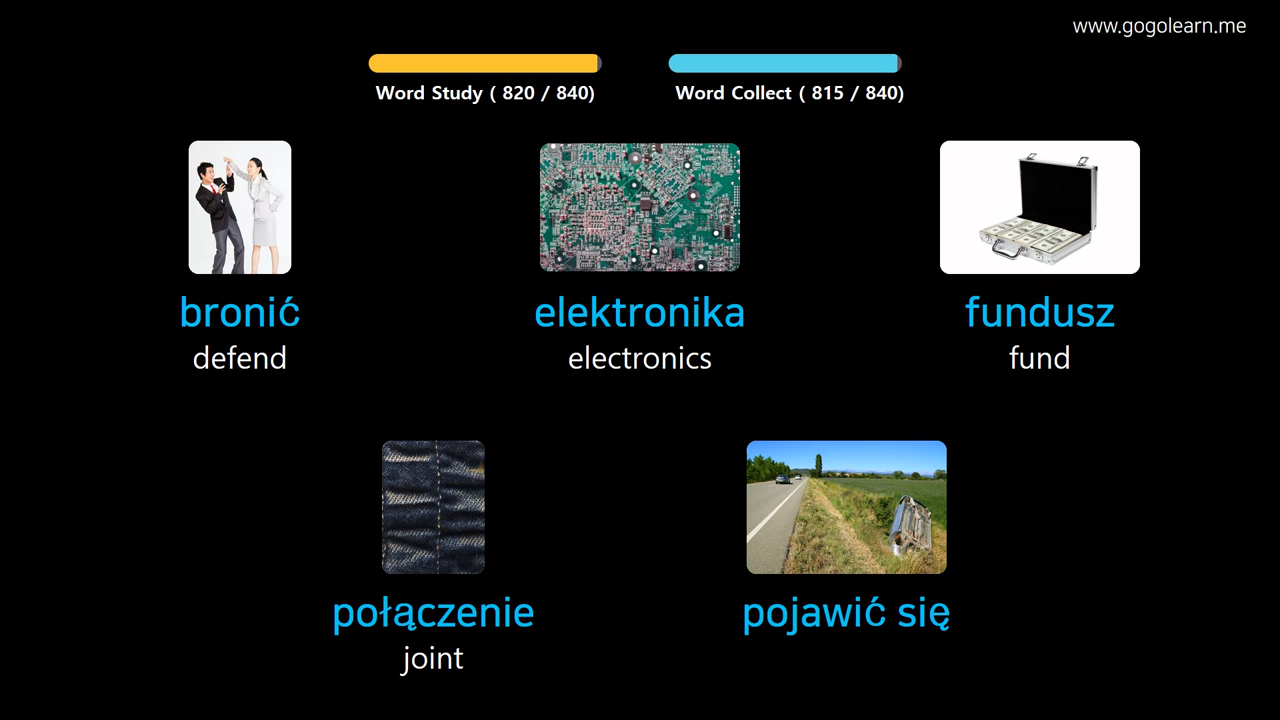 www.gogolearn.me
Word Study ( 820 / 840)
Word Collect ( 815 / 840)
bronić
defend
elektronika
electronics
fundusz
fund
połączenie
joint
pojawić się